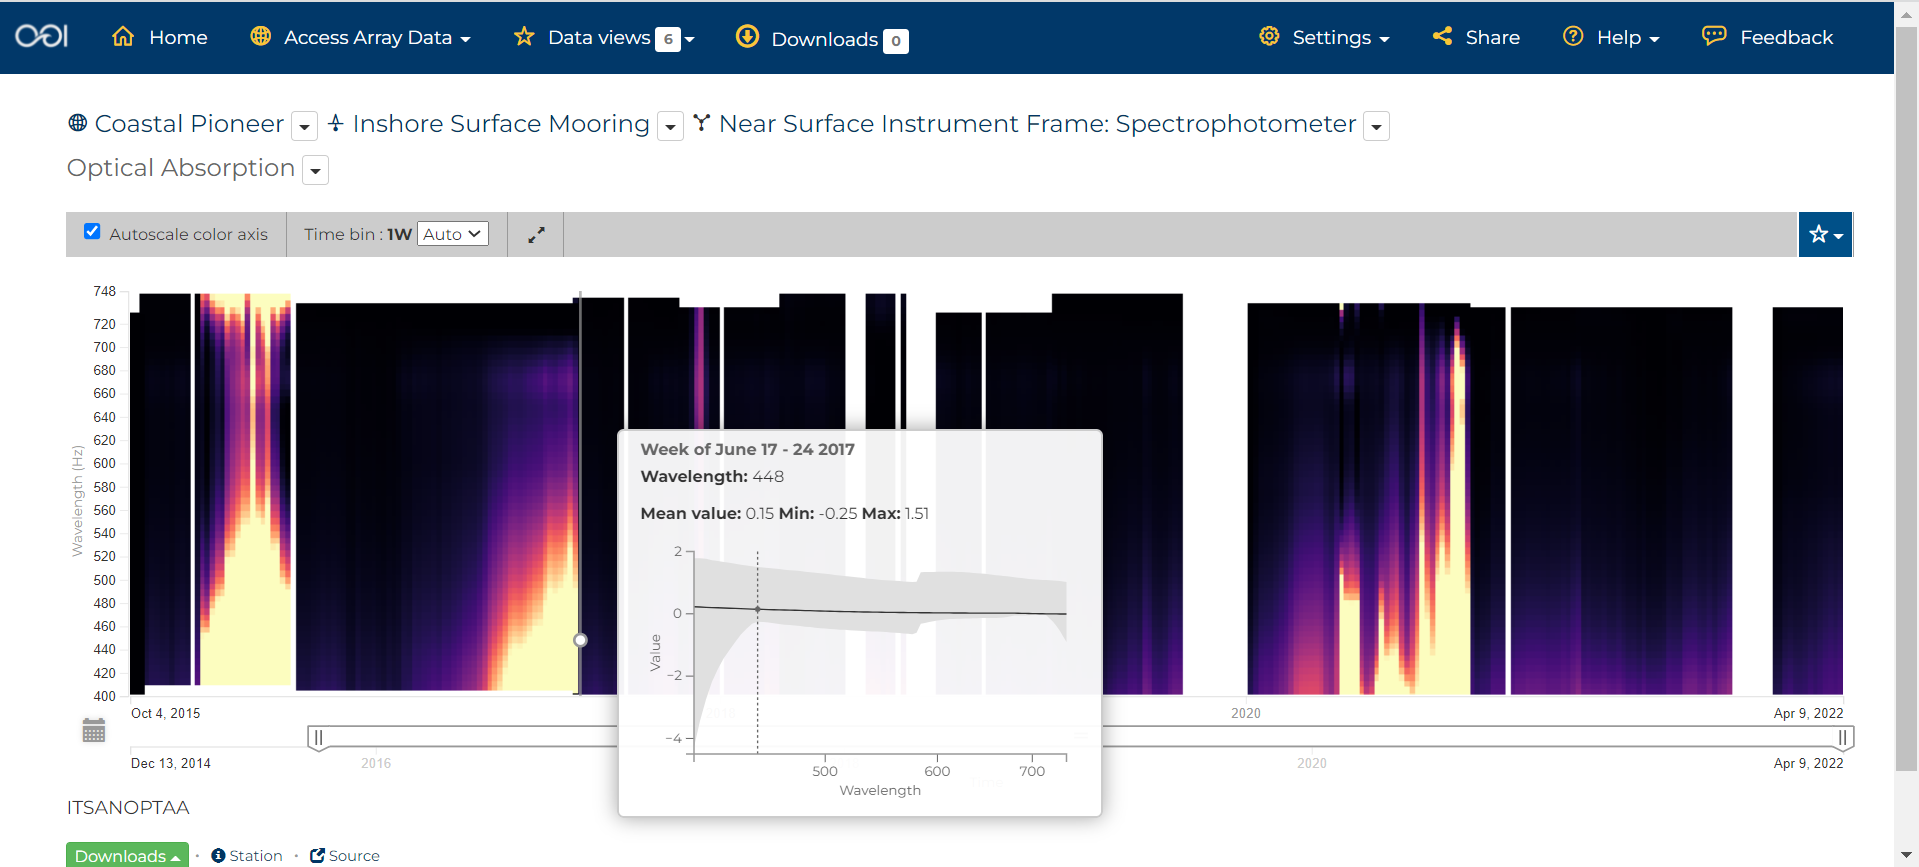 Home
Access Array Data
Data views 6
Downloads 0
Settings
Share
Help
Feedback
Coastal Pioneer
Inshore Surface Mooring
Near Surface Instrument Frame: Spectrophotometer
Optical Absorption
Autoscale color axis
Time bin : 1W Auto
748
720
700
680
660
640
620
600
580
560
540
520
500
480
460
440
420
400
Wavelength (Hz)
Week of June 17 - 24 2017
Wavelength: 448
Mean value: 0.15 Min: -0.25 Max: 1.51
2
0
−2
−4
Value
500
600
700
Wavelength
Oct 4, 2015
2018
2020
Apr 9, 2022
Dec 13, 2014
2016
2020
Apr 9, 2022
ITSANOPTAA
Downloads
Station
Source